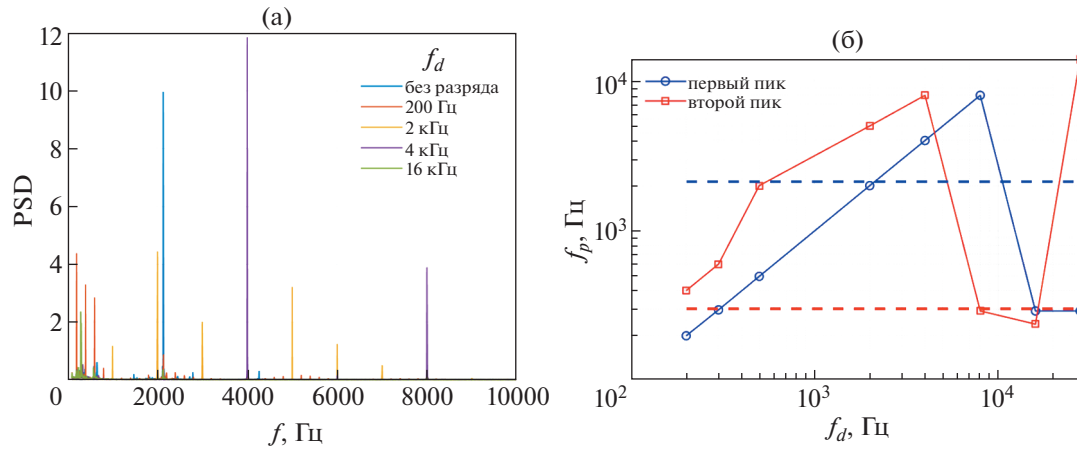 (а)
12
10
8
6
4
2
0
2000
4000
6000
8000
10000
PSD
f, Гц
f_d
без разряда
200 Гц
2 кГц
4 кГц
16 кГц
(б)
10^4
10^3
10^2
10^3
10^4
f_p, Гц
f_d, Гц
первый пик
второй пик